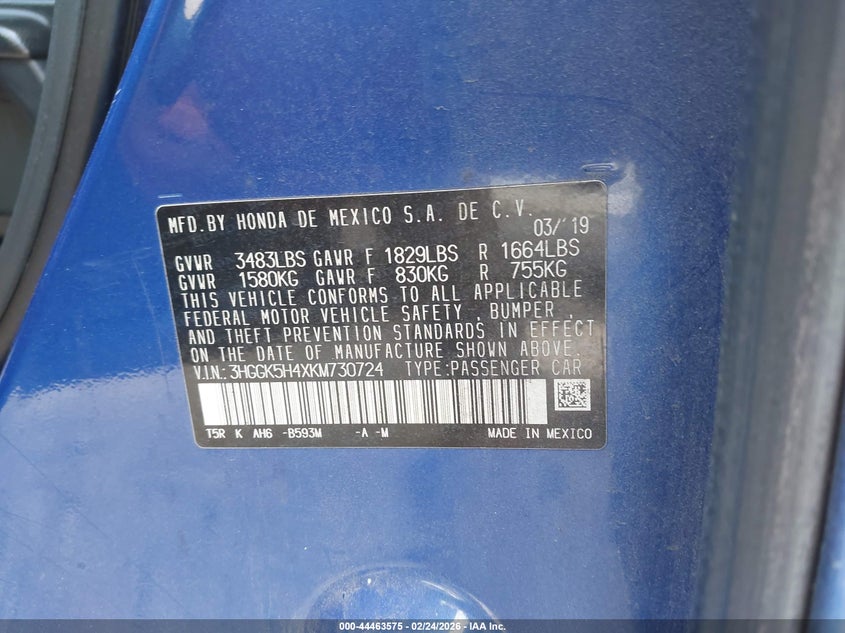 MFD.BY HONDA DE MEXICO S.A. DE C.V.
03/'19
GVWR 3483LBS GAWR F 1829LBS R 1664LBS
GVWR 1580KG GAWR F 830KG R 755KG
THIS VEHICLE CONFORMS TO ALL APPLICABLE
FEDERAL MOTOR VEHICLE SAFETY , BUMPER ,
AND THEFT PREVENTION STANDARDS IN EFFECT
ON THE DATE OF MANUFACTURE SHOWN ABOVE.
V.I.N.: 3HGGK5H4XKM730724 TYPE:PASSENGER CAR
T5R K AH6 -B593M -A -M MADE IN MEXICO
000-44463575 - 02/24/2026 - IAA Inc.